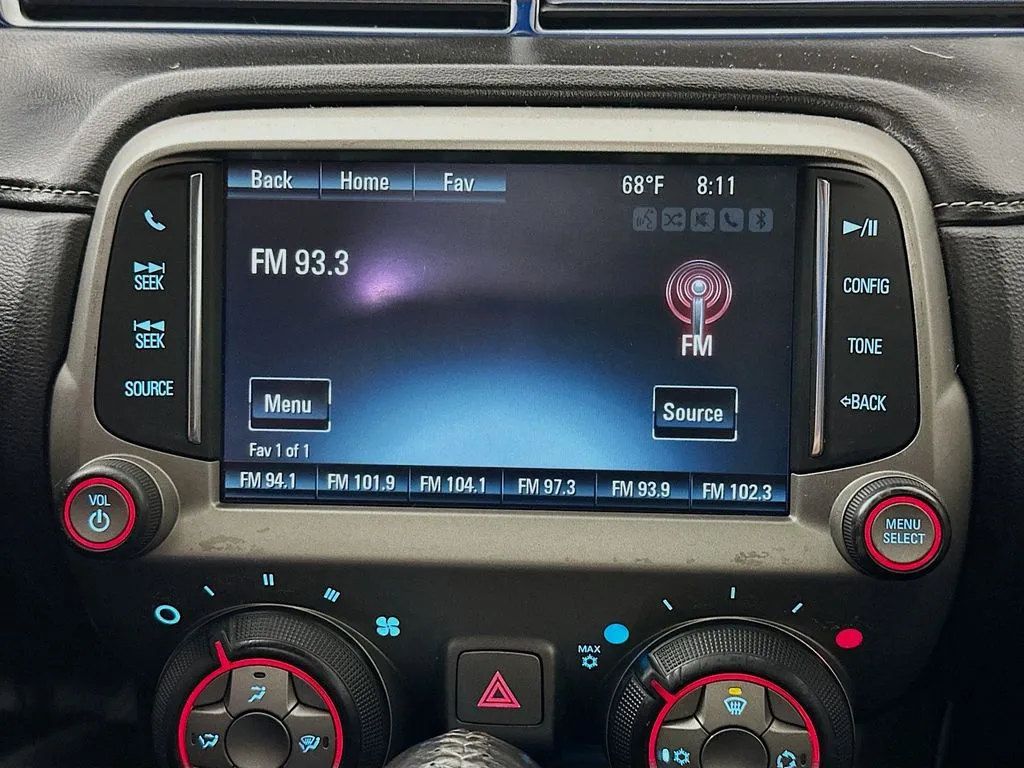 Back Home Fav 68°F 8:11
FM 93.3
FM
Menu
Source
Fav 1 of 1
FM 94.1 FM 101.9 FM 104.1 FM 97.3 FM 93.9 FM 102.3
SEEK
SEEK
SOURCE
CONFIG
TONE
BACK
VOL
MENU
SELECT
MAX